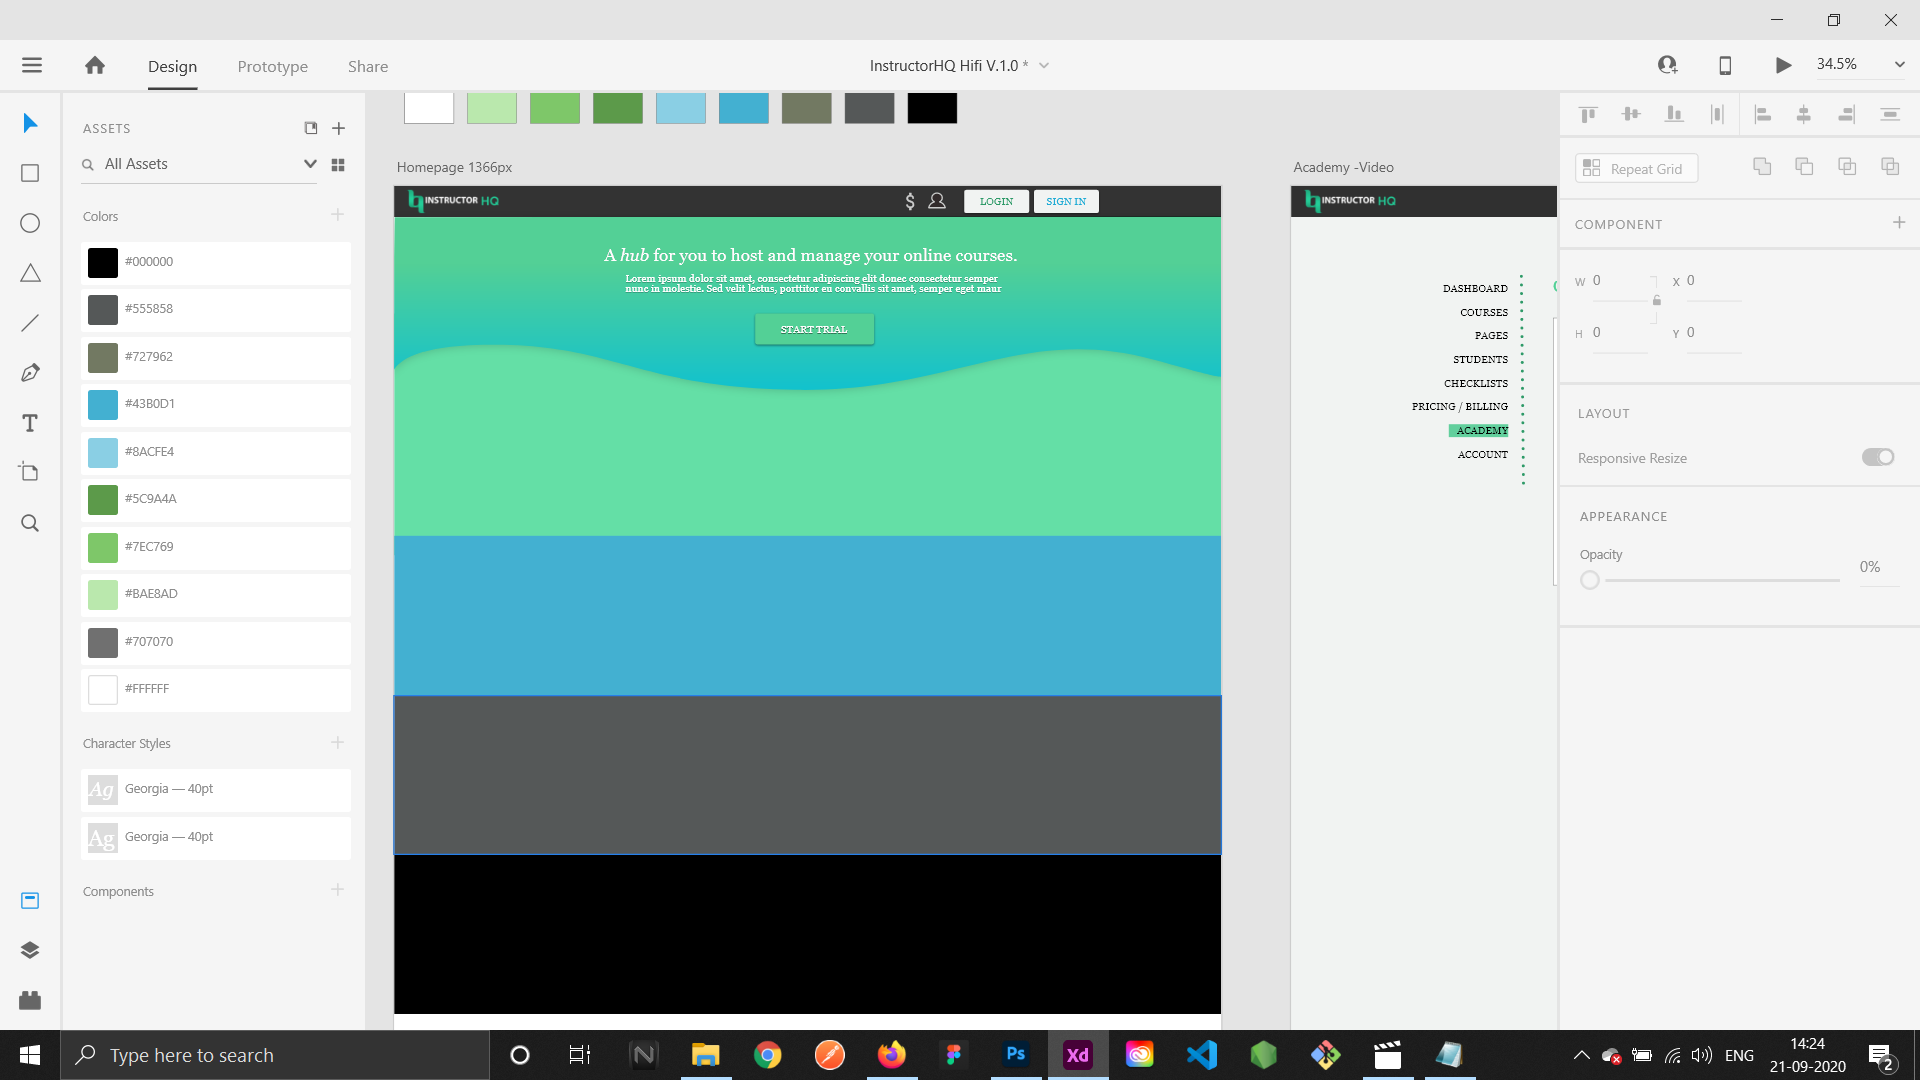 Design
Prototype
Share
InstructorHQ Hifi V.1.0 *
34.5%
ASSETS
All Assets
Colors
#000000
#555858
#727962
#43B0D1
#8ACFE4
#5C9A4A
#7EC769
#BAE8AD
#707070
#FFFFFF
Character Styles
Ag Georgia — 40pt
Ag Georgia — 40pt
Components
Homepage 1366px
INSTRUCTOR HQ
$
LOGIN
SIGN IN
A hub for you to host and manage your online courses.
Lorem ipsum dolor sit amet, consectetur adipiscing elit donec consectetur semper
nunc in molestie. Sed velit lectus, porttitor eu convallis sit amet, semper eget maur
START TRIAL
Academy -Video
INSTRUCTOR HQ
DASHBOARD
COURSES
PAGES
STUDENTS
CHECKLISTS
PRICING / BILLING
ACADEMY
ACCOUNT
Repeat Grid
COMPONENT
W 0
X 0
H 0
Y 0
LAYOUT
Responsive Resize
APPEARANCE
Opacity
0%
Type here to search
Ps
Xd
ENG
14:24
21-09-2020
2